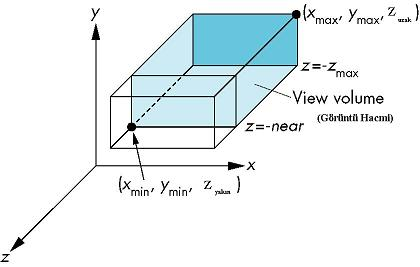 y
(xmax, ymax, Zuzak)
z=-zmax
View volume
(Görüntü Hacmi)
z=-near
x
(xmin, ymin, Zyakın)
z